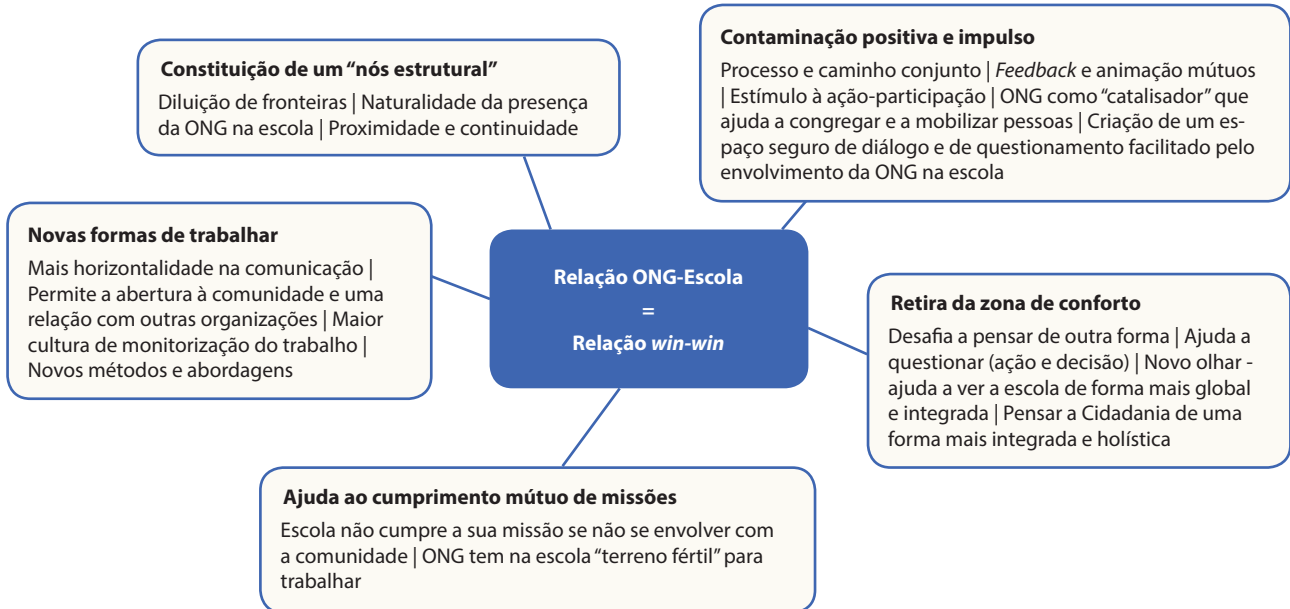 Constituição de um “nós estrutural”
Diluição de fronteiras | Naturalidade da presença
da ONG na escola | Proximidade e continuidade
Contaminação positiva e impulso
Processo e caminho conjunto | Feedback e animação mútuos
| Estímulo à ação-participação | ONG como “catalisador” que
ajuda a congregar e a mobilizar pessoas | Criação de um es-
paço seguro de diálogo e de questionamento facilitado pelo
envolvimento da ONG na escola
Novas formas de trabalhar
Mais horizontalidade na comunicação |
Permite a abertura à comunidade e uma
relação com outras organizações | Maior
cultura de monitorização do trabalho |
Novos métodos e abordagens
Relação ONG-Escola
=
Relação win-win
Retira da zona de conforto
Desafia a pensar de outra forma | Ajuda a
questionar (ação e decisão) | Novo olhar -
ajuda a ver a escola de forma mais global
e integrada | Pensar a Cidadania de uma
forma mais integrada e holística
Ajuda ao cumprimento mútuo de missões
Escola não cumpre a sua missão se não se envolver com
a comunidade | ONG tem na escola “terreno fértil” para
trabalhar